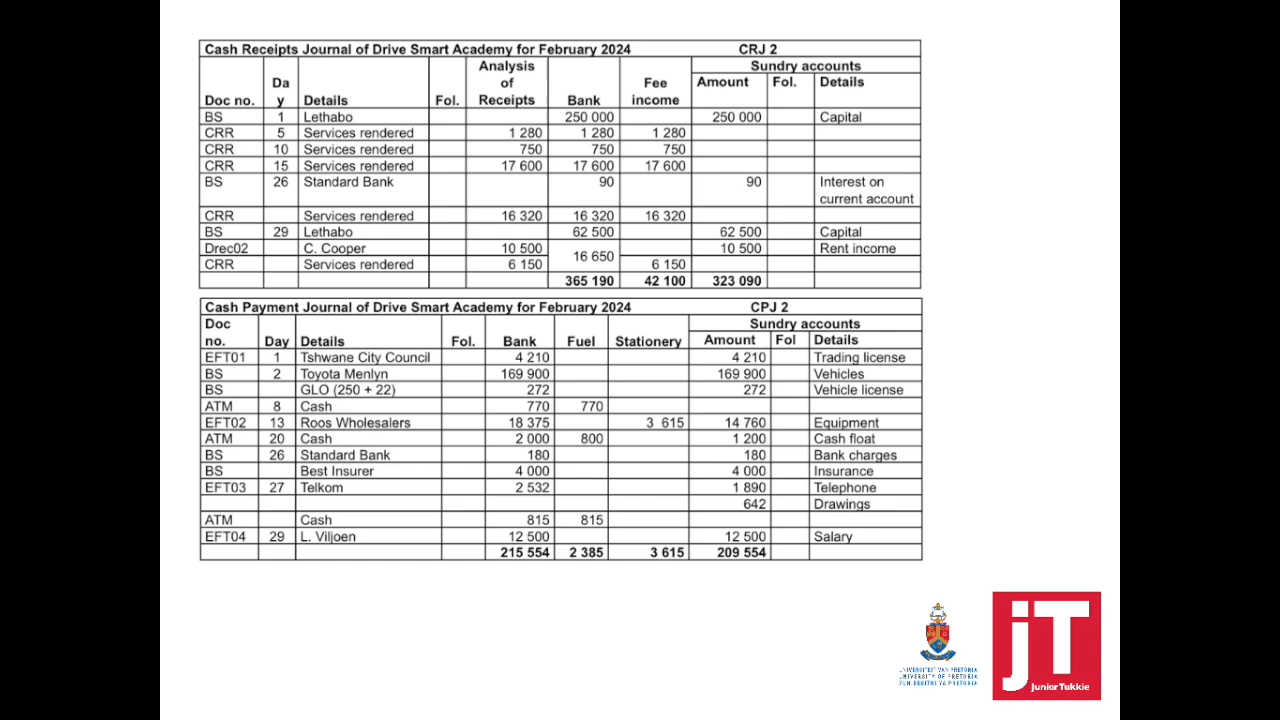 Cash Receipts Journal of Drive Smart Academy for February 2024 CRJ 2
Doc no. Day Details Fol. Analysis of Receipts Bank Fee income Sundry accounts
Amount Fol. Details
BS 1 Lethabo 250 000 250 000 Capital
CRR 5 Services rendered 1 280 1 280 1 280
CRR 10 Services rendered 750 750 750
CRR 15 Services rendered 17 600 17 600 17 600
BS 26 Standard Bank 90 90 Interest on current account
CRR Services rendered 16 320 16 320 16 320
BS 29 Lethabo 62 500 62 500 Capital
Drec02 C. Cooper 10 500 16 650 10 500 Rent income
CRR Services rendered 6 150 6 150
365 190 42 100 323 090
Cash Payment Journal of Drive Smart Academy for February 2024 CPJ 2
Doc no. Day Details Fol. Bank Fuel Stationery Sundry accounts
Amount Fol Details
EFT01 1 Tshwane City Council 4 210 4 210 Trading license
BS 2 Toyota Menlyn 169 900 169 900 Vehicles
BS GLO (250 + 22) 272 272 Vehicle license
ATM 8 Cash 770 770
EFT02 13 Roos Wholesalers 18 375 3 615 14 760 Equipment
ATM 20 Cash 2 000 800 1 200 Cash float
BS 26 Standard Bank 180 180 Bank charges
BS Best Insurer 4 000 4 000 Insurance
EFT03 27 Telkom 2 532 1 890 Telephone
642 Drawings
ATM Cash 815 815
EFT04 29 L. Viljoen 12 500 12 500 Salary
215 554 2 385 3 615 209 554
UNIVERSITEIT VAN PRETORIA
UNIVERSITY OF PRETORIA
YUNIBESITHI YA PRETORIA
jT
Junior Tukkie